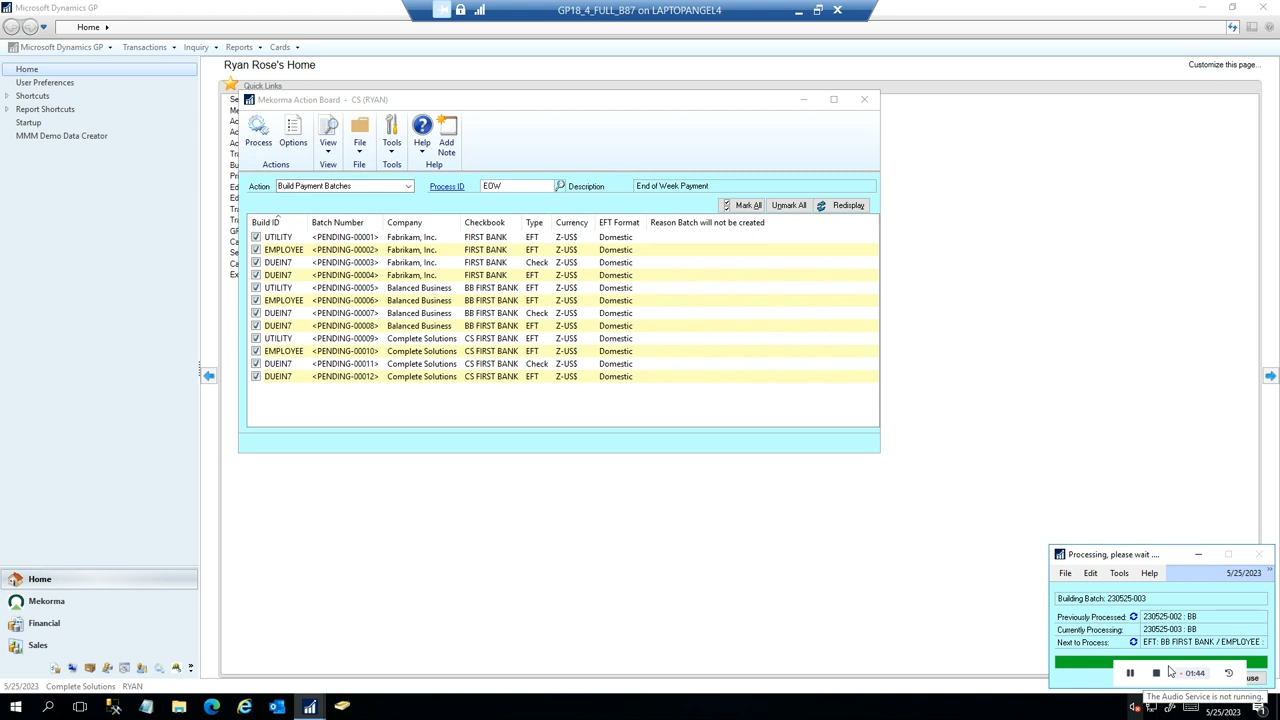 Microsoft Dynamics GP
GP18_4_FULL_B87 on LAPTOPANGEL4
Home
Microsoft Dynamics GP Transactions Inquiry Reports Cards
Home
User Preferences
Shortcuts
Report Shortcuts
Startup
MMM Demo Data Creator
Ryan Rose's Home
Customize this page...
Quick Links
Mekorma Action Board - CS (RYAN)
Process Options View File Tools Help Add Note
Actions View File Tools Help
Action Build Payment Batches Process ID EOW Description End of Week Payment
Mark All Unmark All Redisplay
Build ID Batch Number Company Checkbook Type Currency EFT Format Reason Batch will not be created
UTILITY <PENDING-00001> Fabrikam, Inc. FIRST BANK EFT Z-US$ Domestic
EMPLOYEE <PENDING-00002> Fabrikam, Inc. FIRST BANK EFT Z-US$ Domestic
DUEIN7 <PENDING-00003> Fabrikam, Inc. FIRST BANK Check Z-US$ Domestic
DUEIN7 <PENDING-00004> Fabrikam, Inc. FIRST BANK EFT Z-US$ Domestic
UTILITY <PENDING-00005> Balanced Business BB FIRST BANK EFT Z-US$ Domestic
EMPLOYEE <PENDING-00006> Balanced Business BB FIRST BANK EFT Z-US$ Domestic
DUEIN7 <PENDING-00007> Balanced Business BB FIRST BANK Check Z-US$ Domestic
DUEIN7 <PENDING-00008> Balanced Business BB FIRST BANK EFT Z-US$ Domestic
UTILITY <PENDING-00009> Complete Solutions CS FIRST BANK EFT Z-US$ Domestic
EMPLOYEE <PENDING-00010> Complete Solutions CS FIRST BANK EFT Z-US$ Domestic
DUEIN7 <PENDING-00011> Complete Solutions CS FIRST BANK Check Z-US$ Domestic
DUEIN7 <PENDING-00012> Complete Solutions CS FIRST BANK EFT Z-US$ Domestic
Home
Mekorma
Financial
Sales
5/25/2023 Complete Solutions RYAN
Processing, please wait ....
File Edit Tools Help 5/25/2023
Building Batch: 230525-003
Previously Processed: 230525-002 : BB
Currently Processing: 230525-003 : BB
Next to Process: EFT: BB FIRST BANK / EMPLOYEE :
01:44
The Audio Service is not running.
5/25/2023